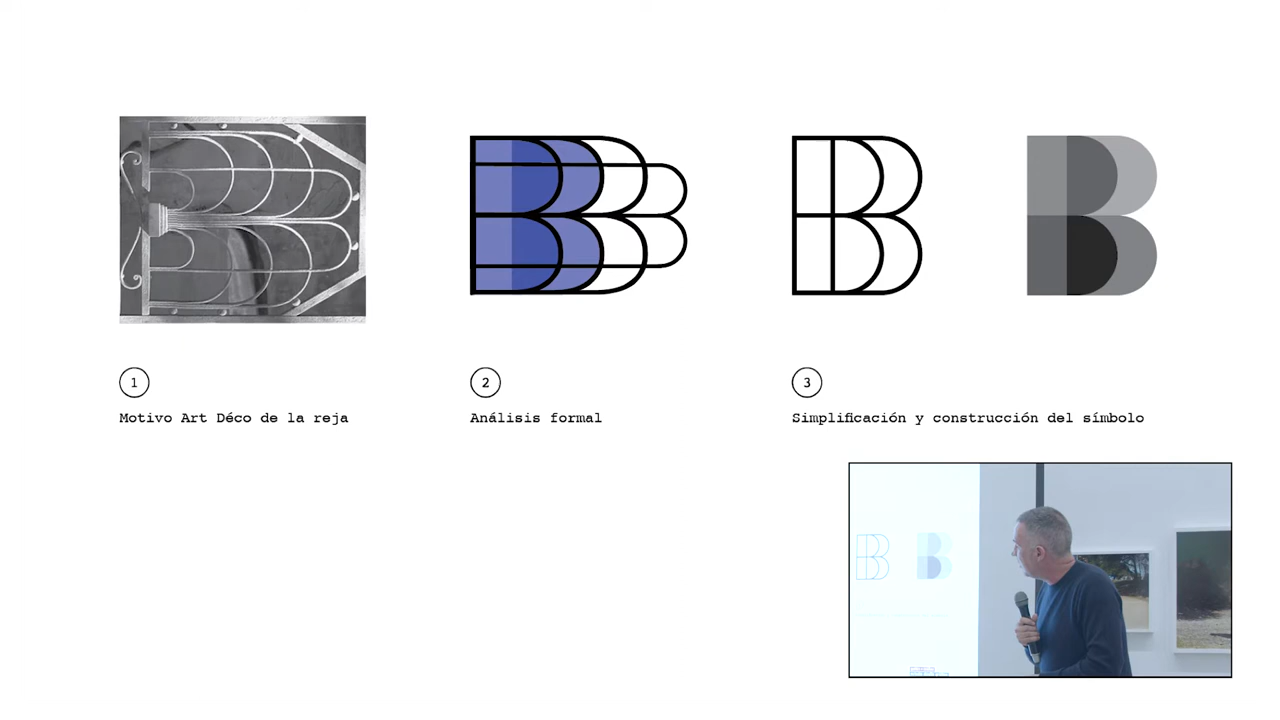 1
Motivo Art Déco de la reja
2
Análisis formal
3
Simplificación y construcción del símbolo